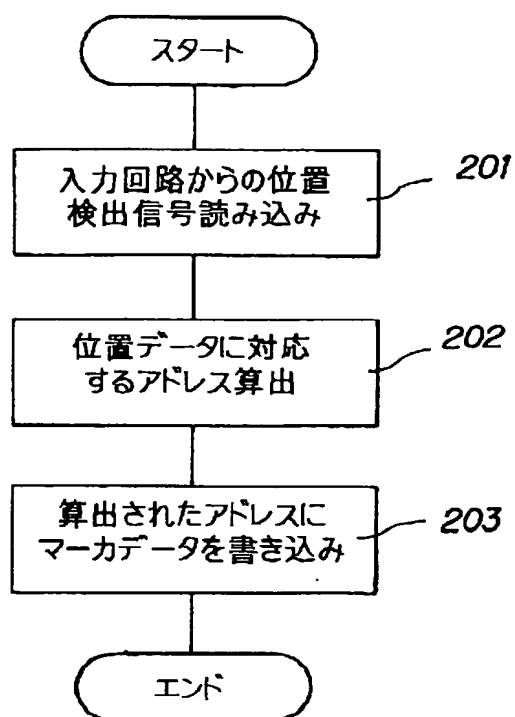 スタート
入力回路からの位置
検出信号読み込み
201
位置データに対応
するアドレス算出
202
算出されたアドレスに
マーカデータを書き込み
203
エンド